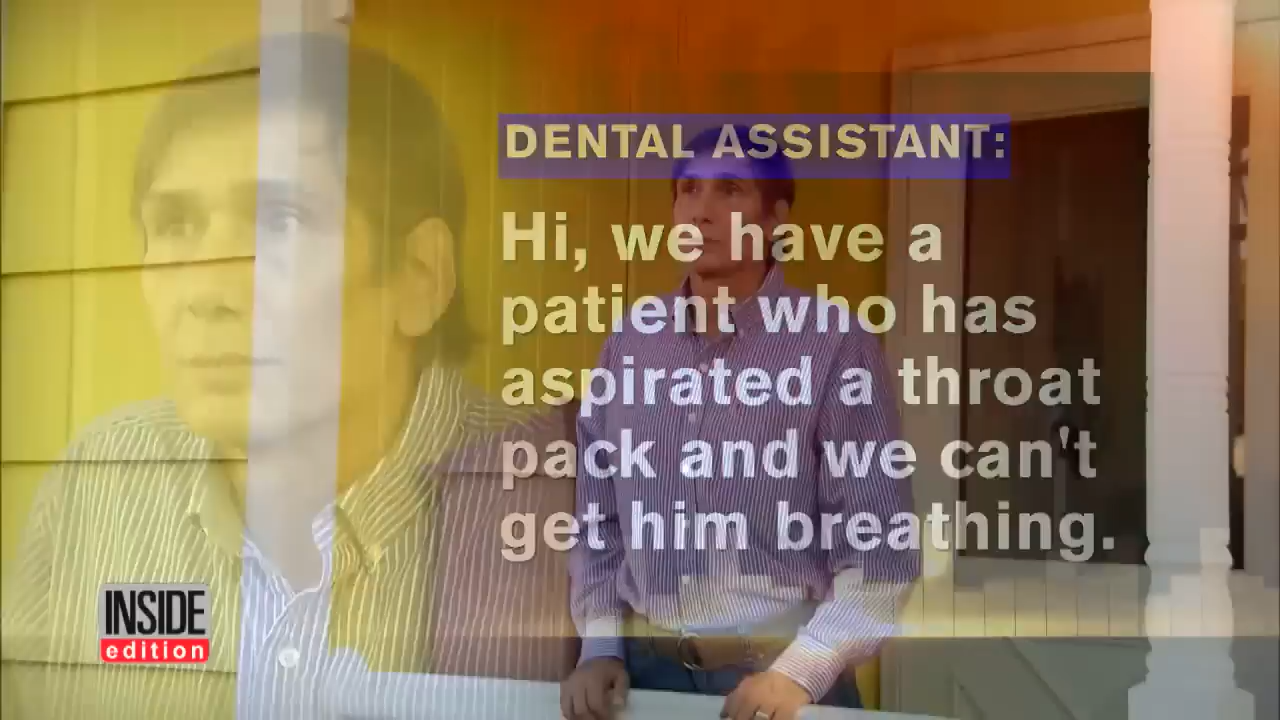 DENTAL ASSISTANT:
Hi, we have a
patient who has
aspirated a throat
pack and we can't
get him breathing.
INSIDE
edition